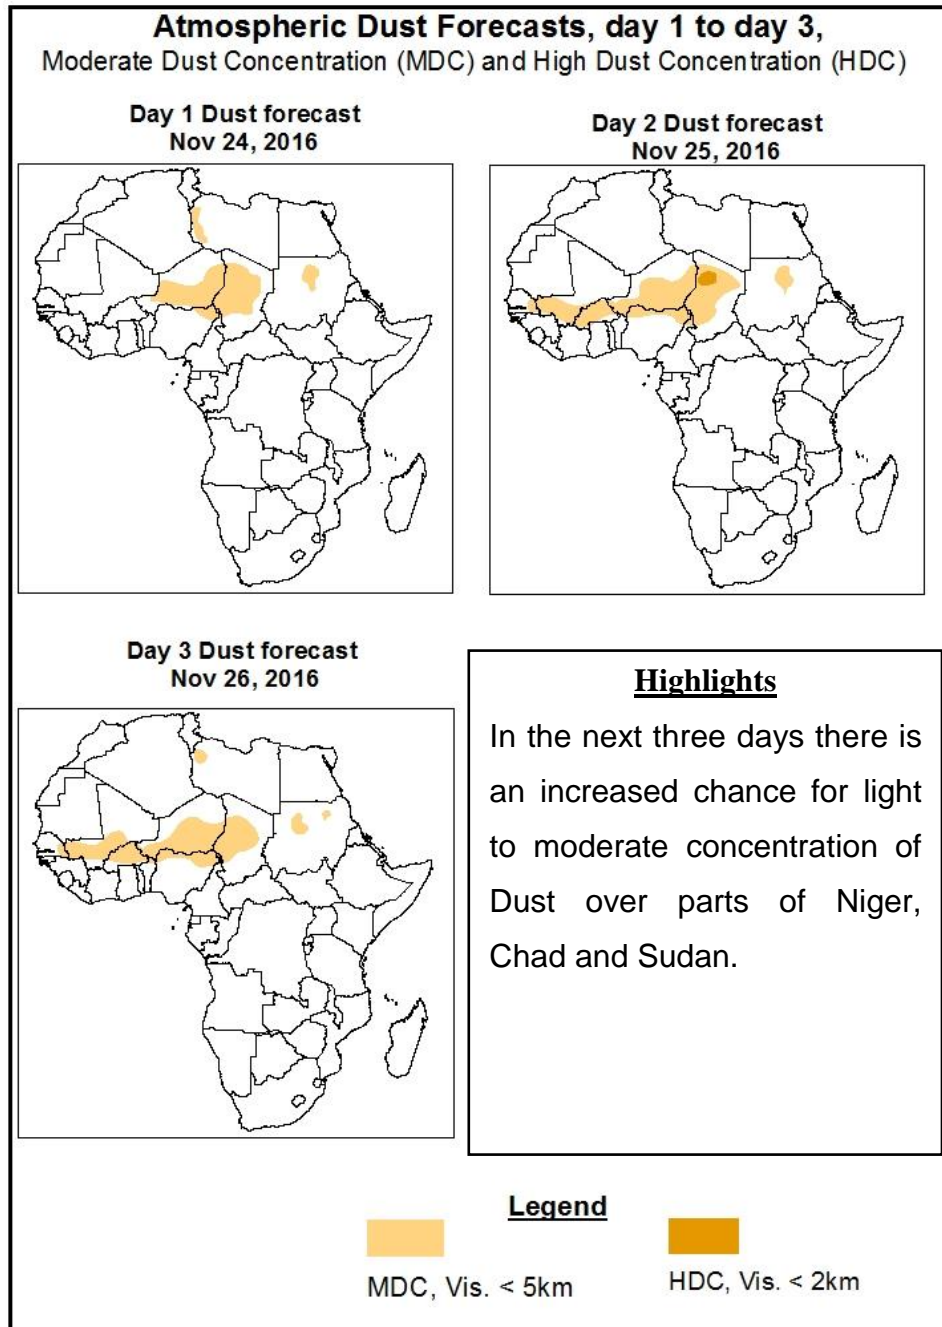 Atmospheric Dust Forecasts, day 1 to day 3,
Moderate Dust Concentration (MDC) and High Dust Concentration (HDC)
Day 1 Dust forecast
Nov 24, 2016
Day 2 Dust forecast
Nov 25, 2016
Day 3 Dust forecast
Nov 26, 2016
Highlights
In the next three days there is
an increased chance for light
to moderate concentration of
Dust over parts of Niger,
Chad and Sudan.
Legend
MDC, Vis. < 5km
HDC, Vis. < 2km